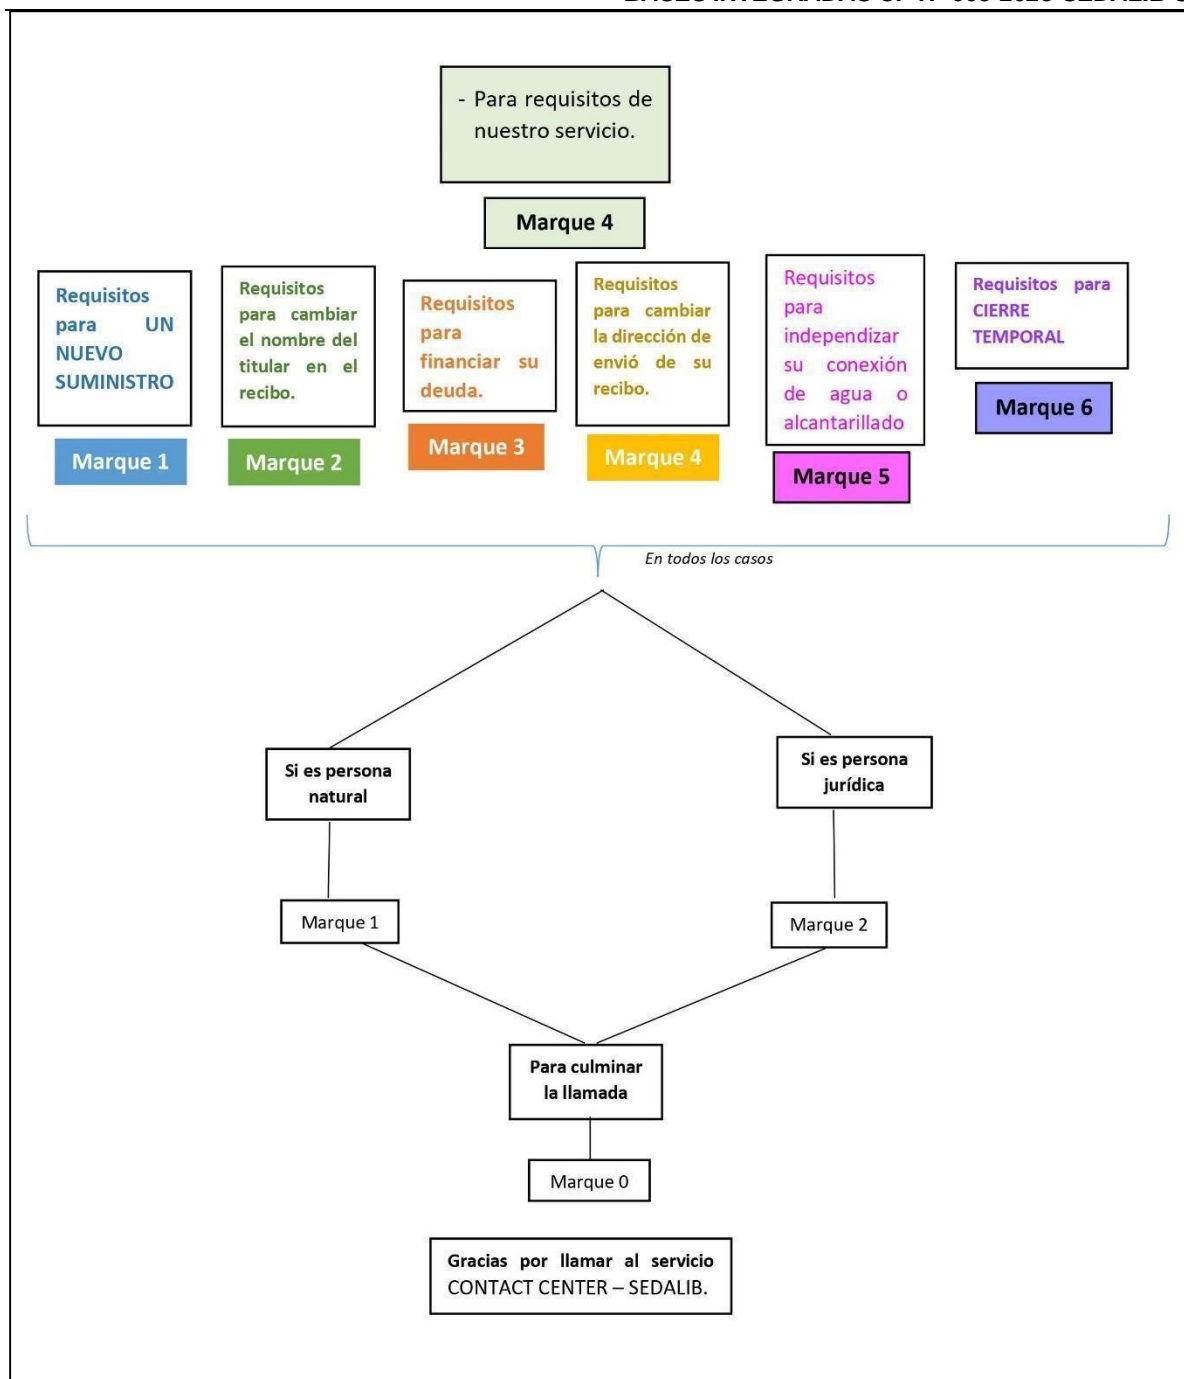 - Para requisitos de
nuestro servicio.
Marque 4
Requisitos
para UN
NUEVO
SUMINISTRO
Marque 1
Requisitos
para cambiar
el nombre del
titular en el
recibo.
Marque 2
Requisitos
para
financiar su
deuda.
Marque 3
Requisitos
para cambiar
la dirección de
envió de su
recibo.
Marque 4
Requisitos
para
independizar
su conexión
de agua o
alcantarillado
Marque 5
Requisitos para
CIERRE
TEMPORAL
Marque 6
En todos los casos
Si es persona
natural
Marque 1
Si es persona
jurídica
Marque 2
Para culminar
la llamada
Marque 0
Gracias por llamar al servicio
CONTACT CENTER – SEDALIB.